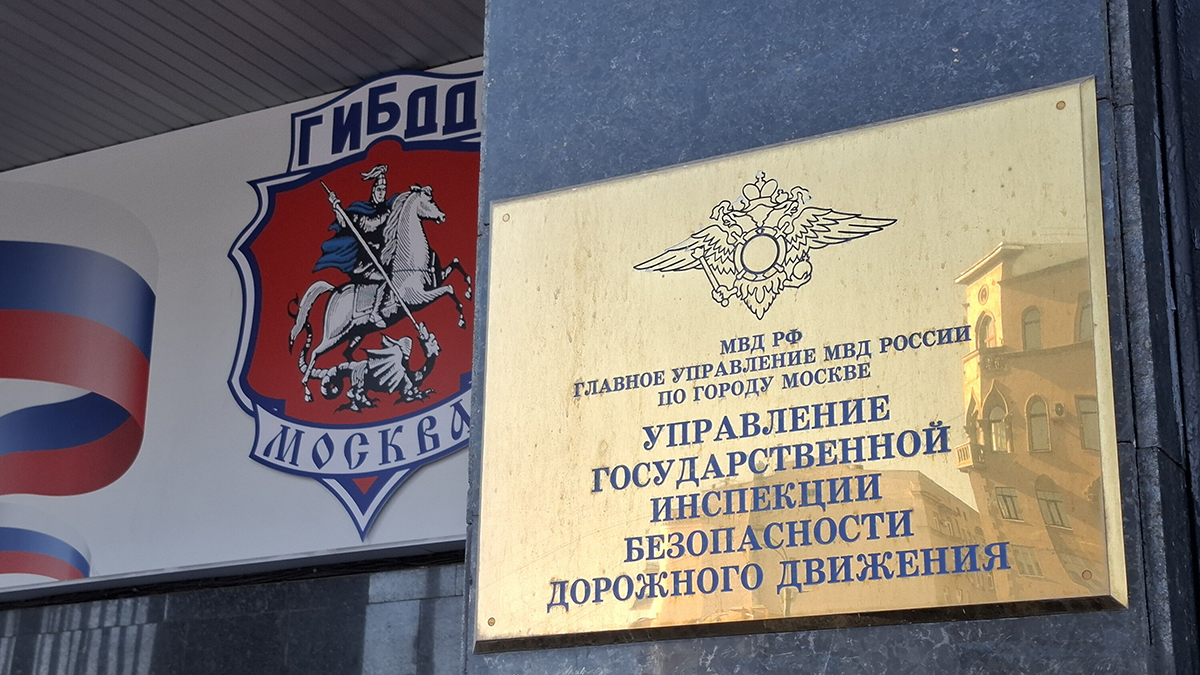 ГИБДД
МОСКВА
МВД РФ
ГЛАВНОЕ УПРАВЛЕНИЕ МВД РОССИИ
ПО ГОРОДУ МОСКВЕ
УПРАВЛЕНИЕ
ГОСУДАРСТВЕННОЙ
ИНСПЕКЦИИ
БЕЗОПАСНОСТИ
ДОРОЖНОГО ДВИЖЕНИЯ